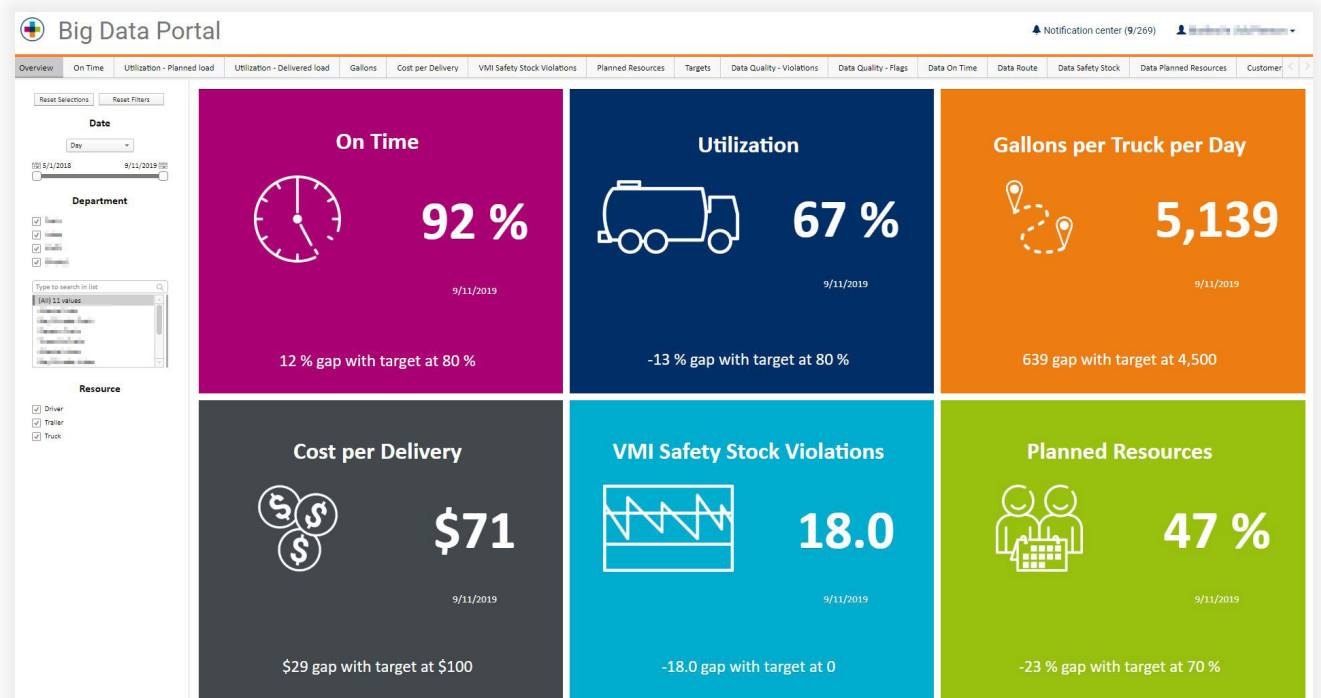 Big Data Portal
Notification center (9/269)
Overview
On Time
Utilization - Planned load
Utilization - Delivered load
Gallons
Cost per Delivery
VMI Safety Stock Violations
Planned Resources
Targets
Data Quality - Violations
Data Quality - Flags
Data On Time
Data Route
Data Safety Stock
Data Planned Resources
Customer
Reset Selections
Reset Filters
Date
Day
5/1/2018
9/11/2019
Department
Type to search in list
(All) 11 values
Resource
Driver
Trailer
Truck
On Time
92 %
9/11/2019
12 % gap with target at 80 %
Utilization
67 %
9/11/2019
-13 % gap with target at 80 %
Gallons per Truck per Day
5,139
9/11/2019
639 gap with target at 4,500
Cost per Delivery
$71
9/11/2019
$29 gap with target at $100
VMI Safety Stock Violations
18.0
9/11/2019
-18.0 gap with target at 0
Planned Resources
47 %
9/11/2019
-23 % gap with target at 70 %